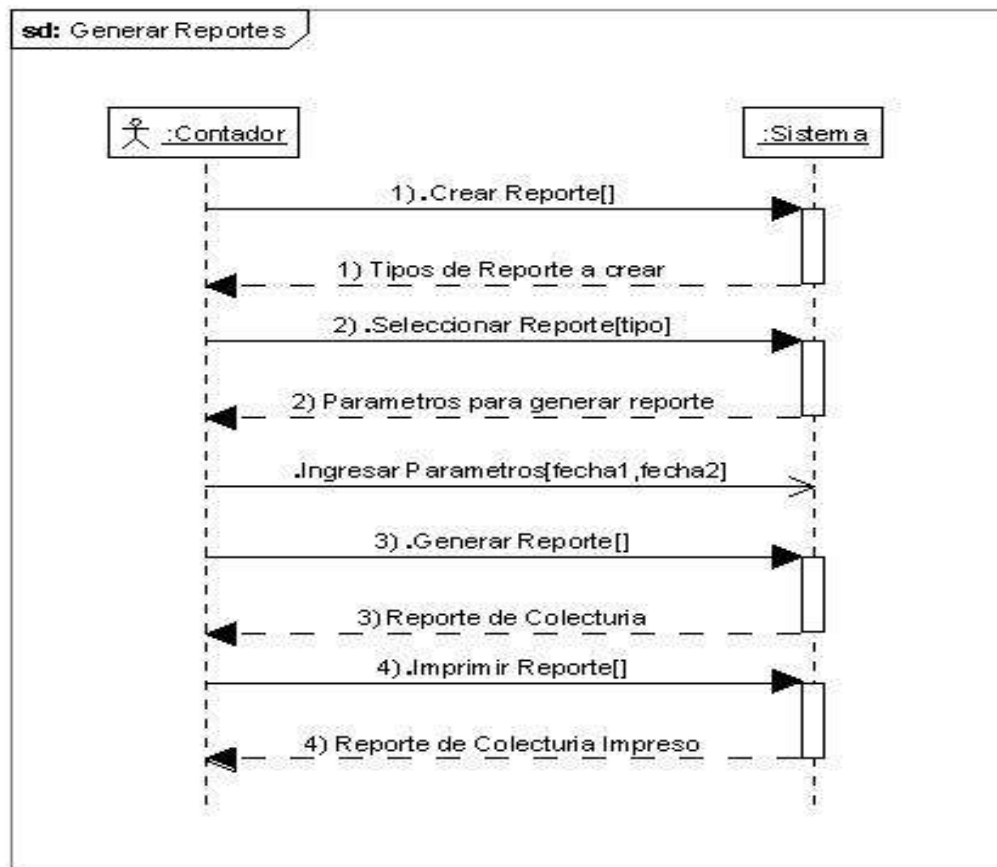 sd: Generar Reportes
:Contador
:Sistema
1).Crear Reporte[]
1) Tipos de Reporte a crear
2).Seleccionar Reporte[tipo]
2) Parametros para generar reporte
.Ingresar Parametros[fecha1,fecha2]
3).Generar Reporte[]
3)Reporte de Colecturia
4).Imprimir Reporte[]
4) Reporte de Colecturia Impreso